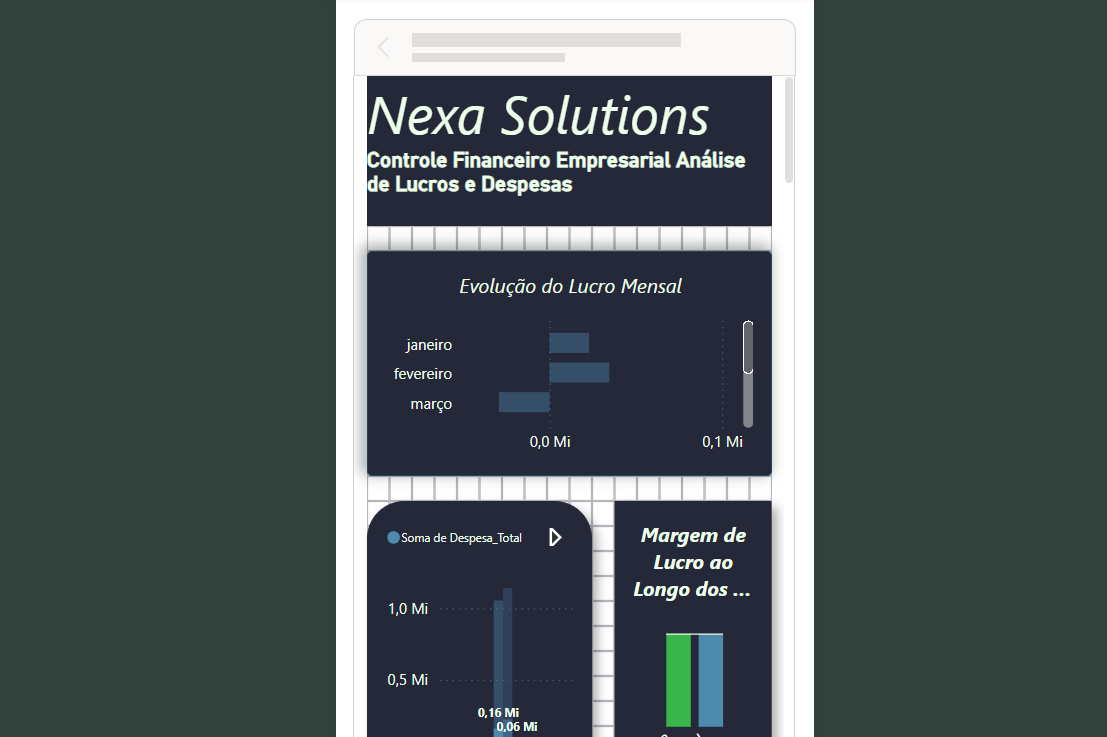 Nexa Solutions
Controle Financeiro Empresarial Análise
de Lucros e Despesas
Evolução do Lucro Mensal
janeiro
fevereiro
março
0,0 Mi
0,1 Mi
Soma de Despesa_Total
1,0 Mi
0,5 Mi
0,16 Mi
0,06 Mi
Margem de
Lucro ao
Longo dos ...